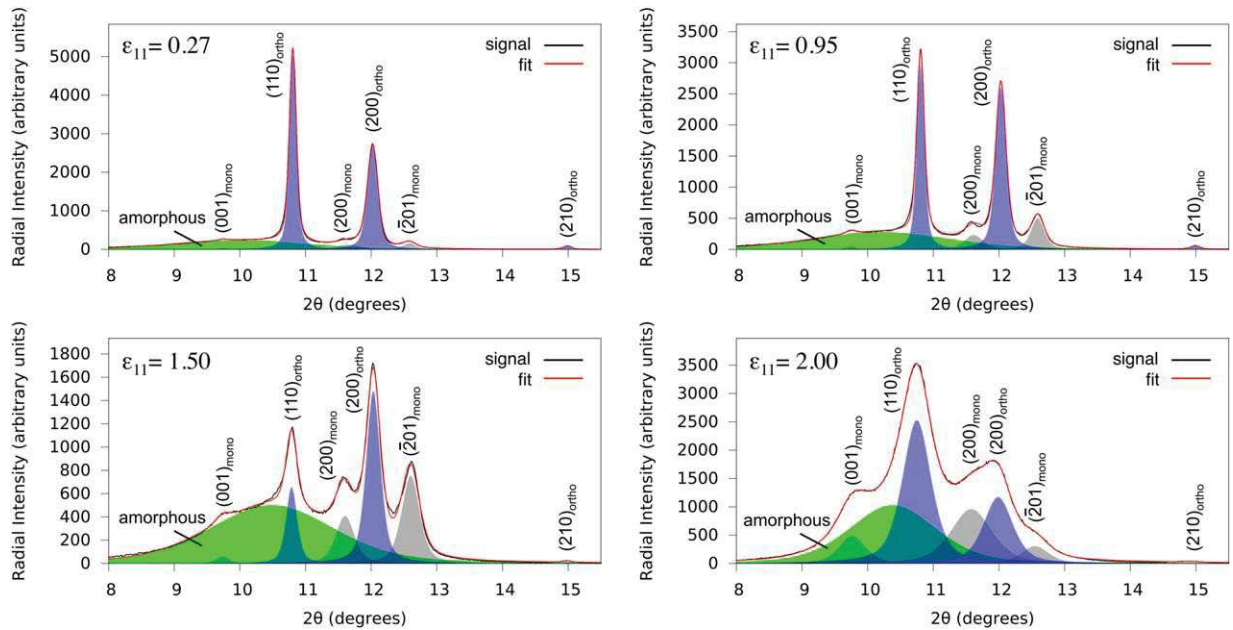 ε₁₁= 0.27
signal
fit
Radial Intensity (arbitrary units)
5000
4000
3000
2000
1000
0
amorphous
(001)mono
(110)ortho
(200)mono
(200)ortho
(2̄01)mono
(210)ortho
8 9 10 11 12 13 14 15
2θ (degrees)
ε₁₁= 0.95
signal
fit
Radial Intensity (arbitrary units)
3500
3000
2500
2000
1500
1000
500
0
amorphous
(001)mono
(110)ortho
(200)mono
(200)ortho
(2̄01)mono
(210)ortho
8 9 10 11 12 13 14 15
2θ (degrees)
ε₁₁= 1.50
signal
fit
Radial Intensity (arbitrary units)
1800
1600
1400
1200
1000
800
600
400
200
0
amorphous
(001)mono
(110)ortho
(200)mono
(200)ortho
(2̄01)mono
(210)ortho
8 9 10 11 12 13 14 15
2θ (degrees)
ε₁₁= 2.00
signal
fit
Radial Intensity (arbitrary units)
3500
3000
2500
2000
1500
1000
500
0
amorphous
(001)mono
(110)ortho
(200)mono
(200)ortho
(2̄01)mono
(210)ortho
8 9 10 11 12 13 14 15
2θ (degrees)